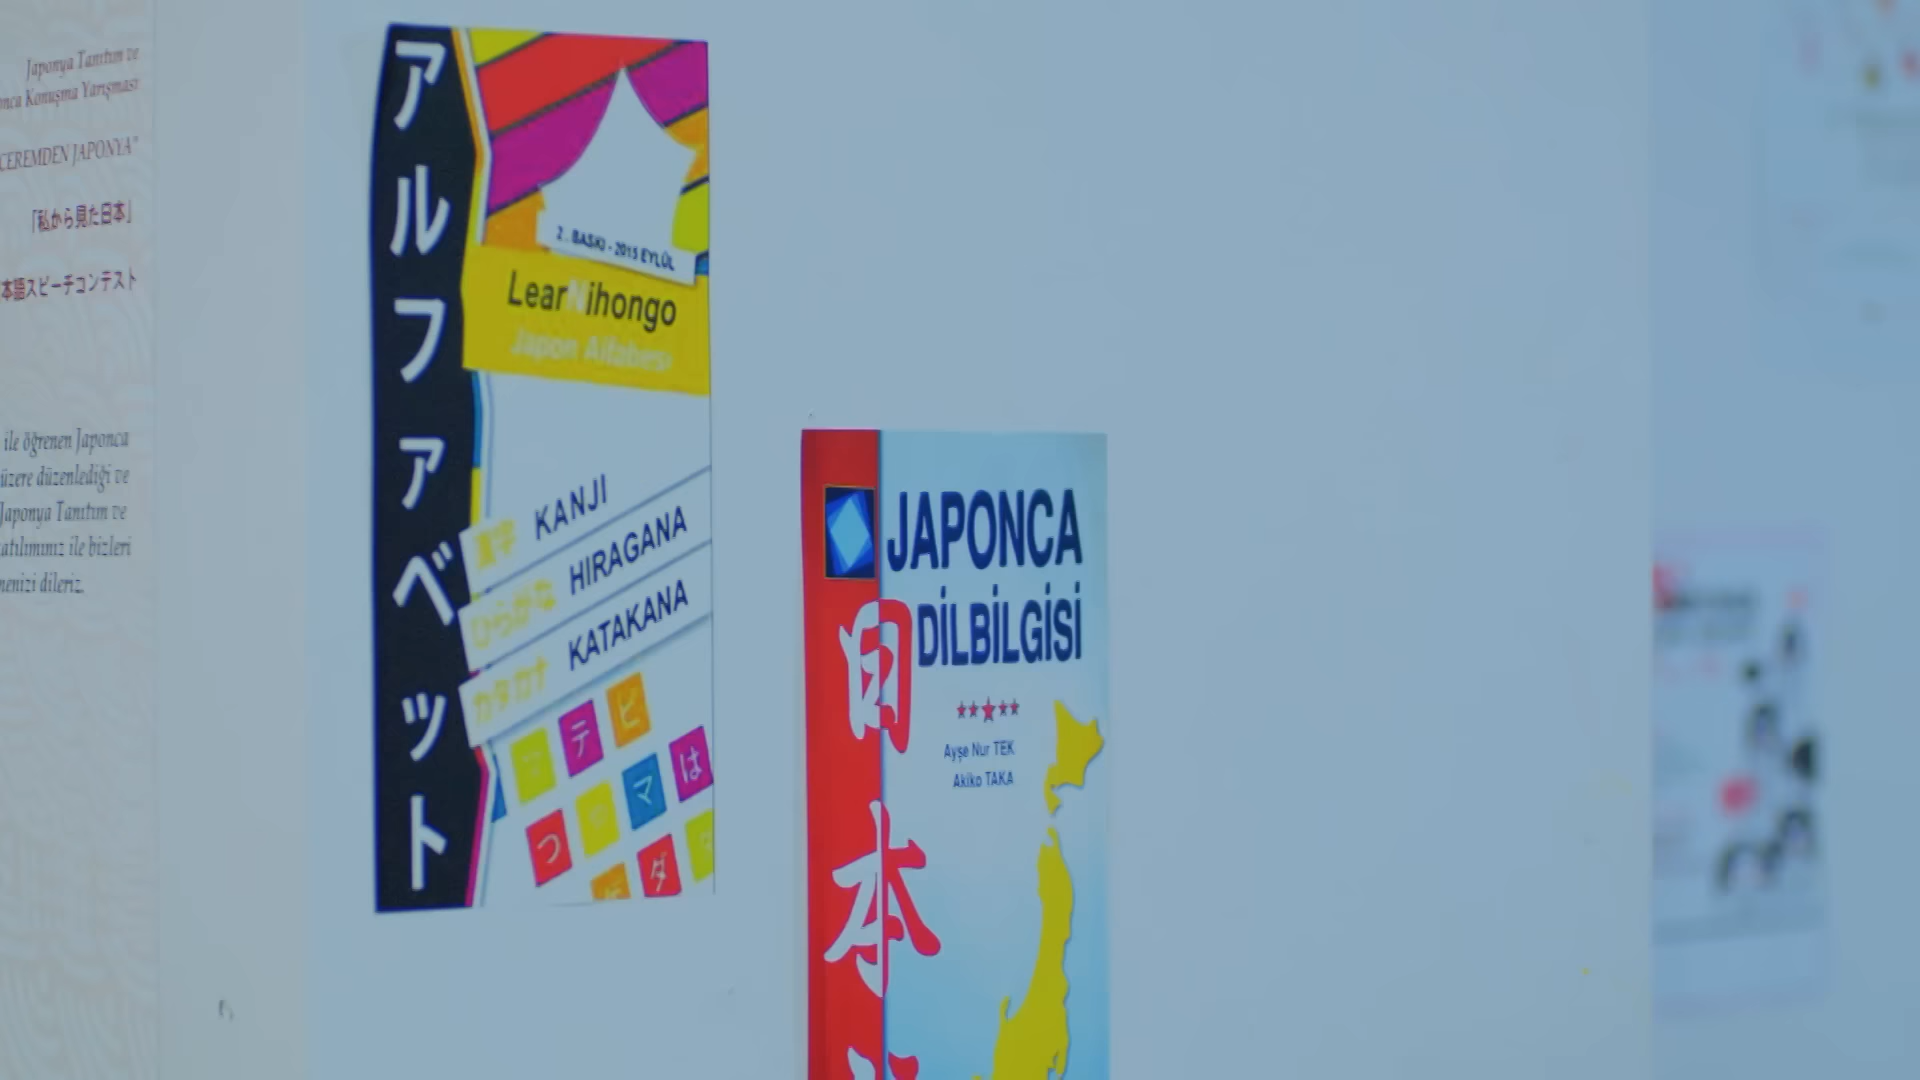 Japonya Tanıtım ve
Konuşma Yarışması
JAPONYA"
「私から見た日本」
本語スピーチコンテスト
ile öğrenen Japonca
üzere düzenlediği ve
Japonya Tanıtım ve
ile bizleri
dileriz.
アルファベット
2. BASKI - 2015 EYLÜL
LearNihongo
Japon Alfabesi
漢字 KANJI
ひらがな HIRAGANA
カタカナ KATAKANA
テ ビ
つ マ は
ダ
JAPONCA
DİLBİLGİSİ
Ayşe Nur TEK
Akiko TAKA
日本